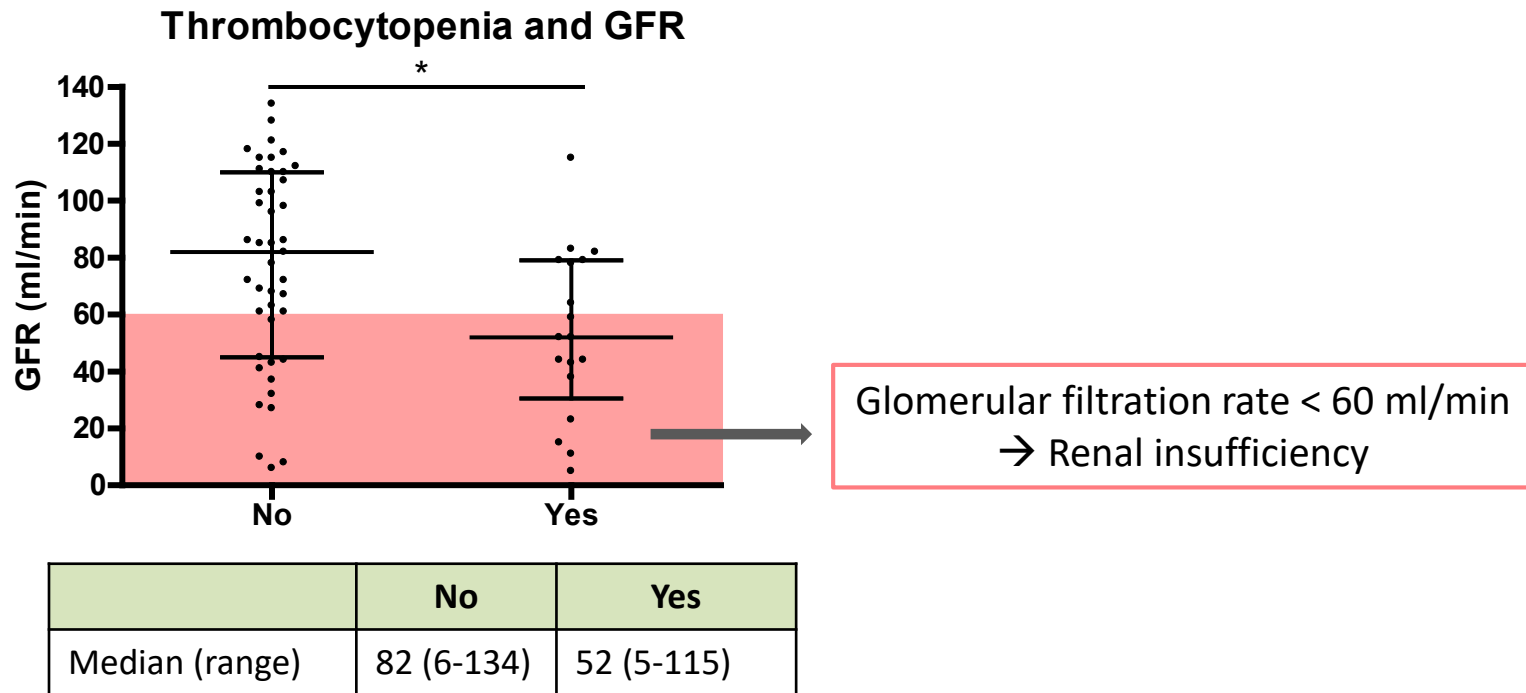 Thrombocytopenia and GFR
*
GFR (ml/min)
140
120
100
80
60
40
20
0
No Yes
Glomerular filtration rate < 60 ml/min
→ Renal insufficiency
No Yes
Median (range) 82 (6-134) 52 (5-115)